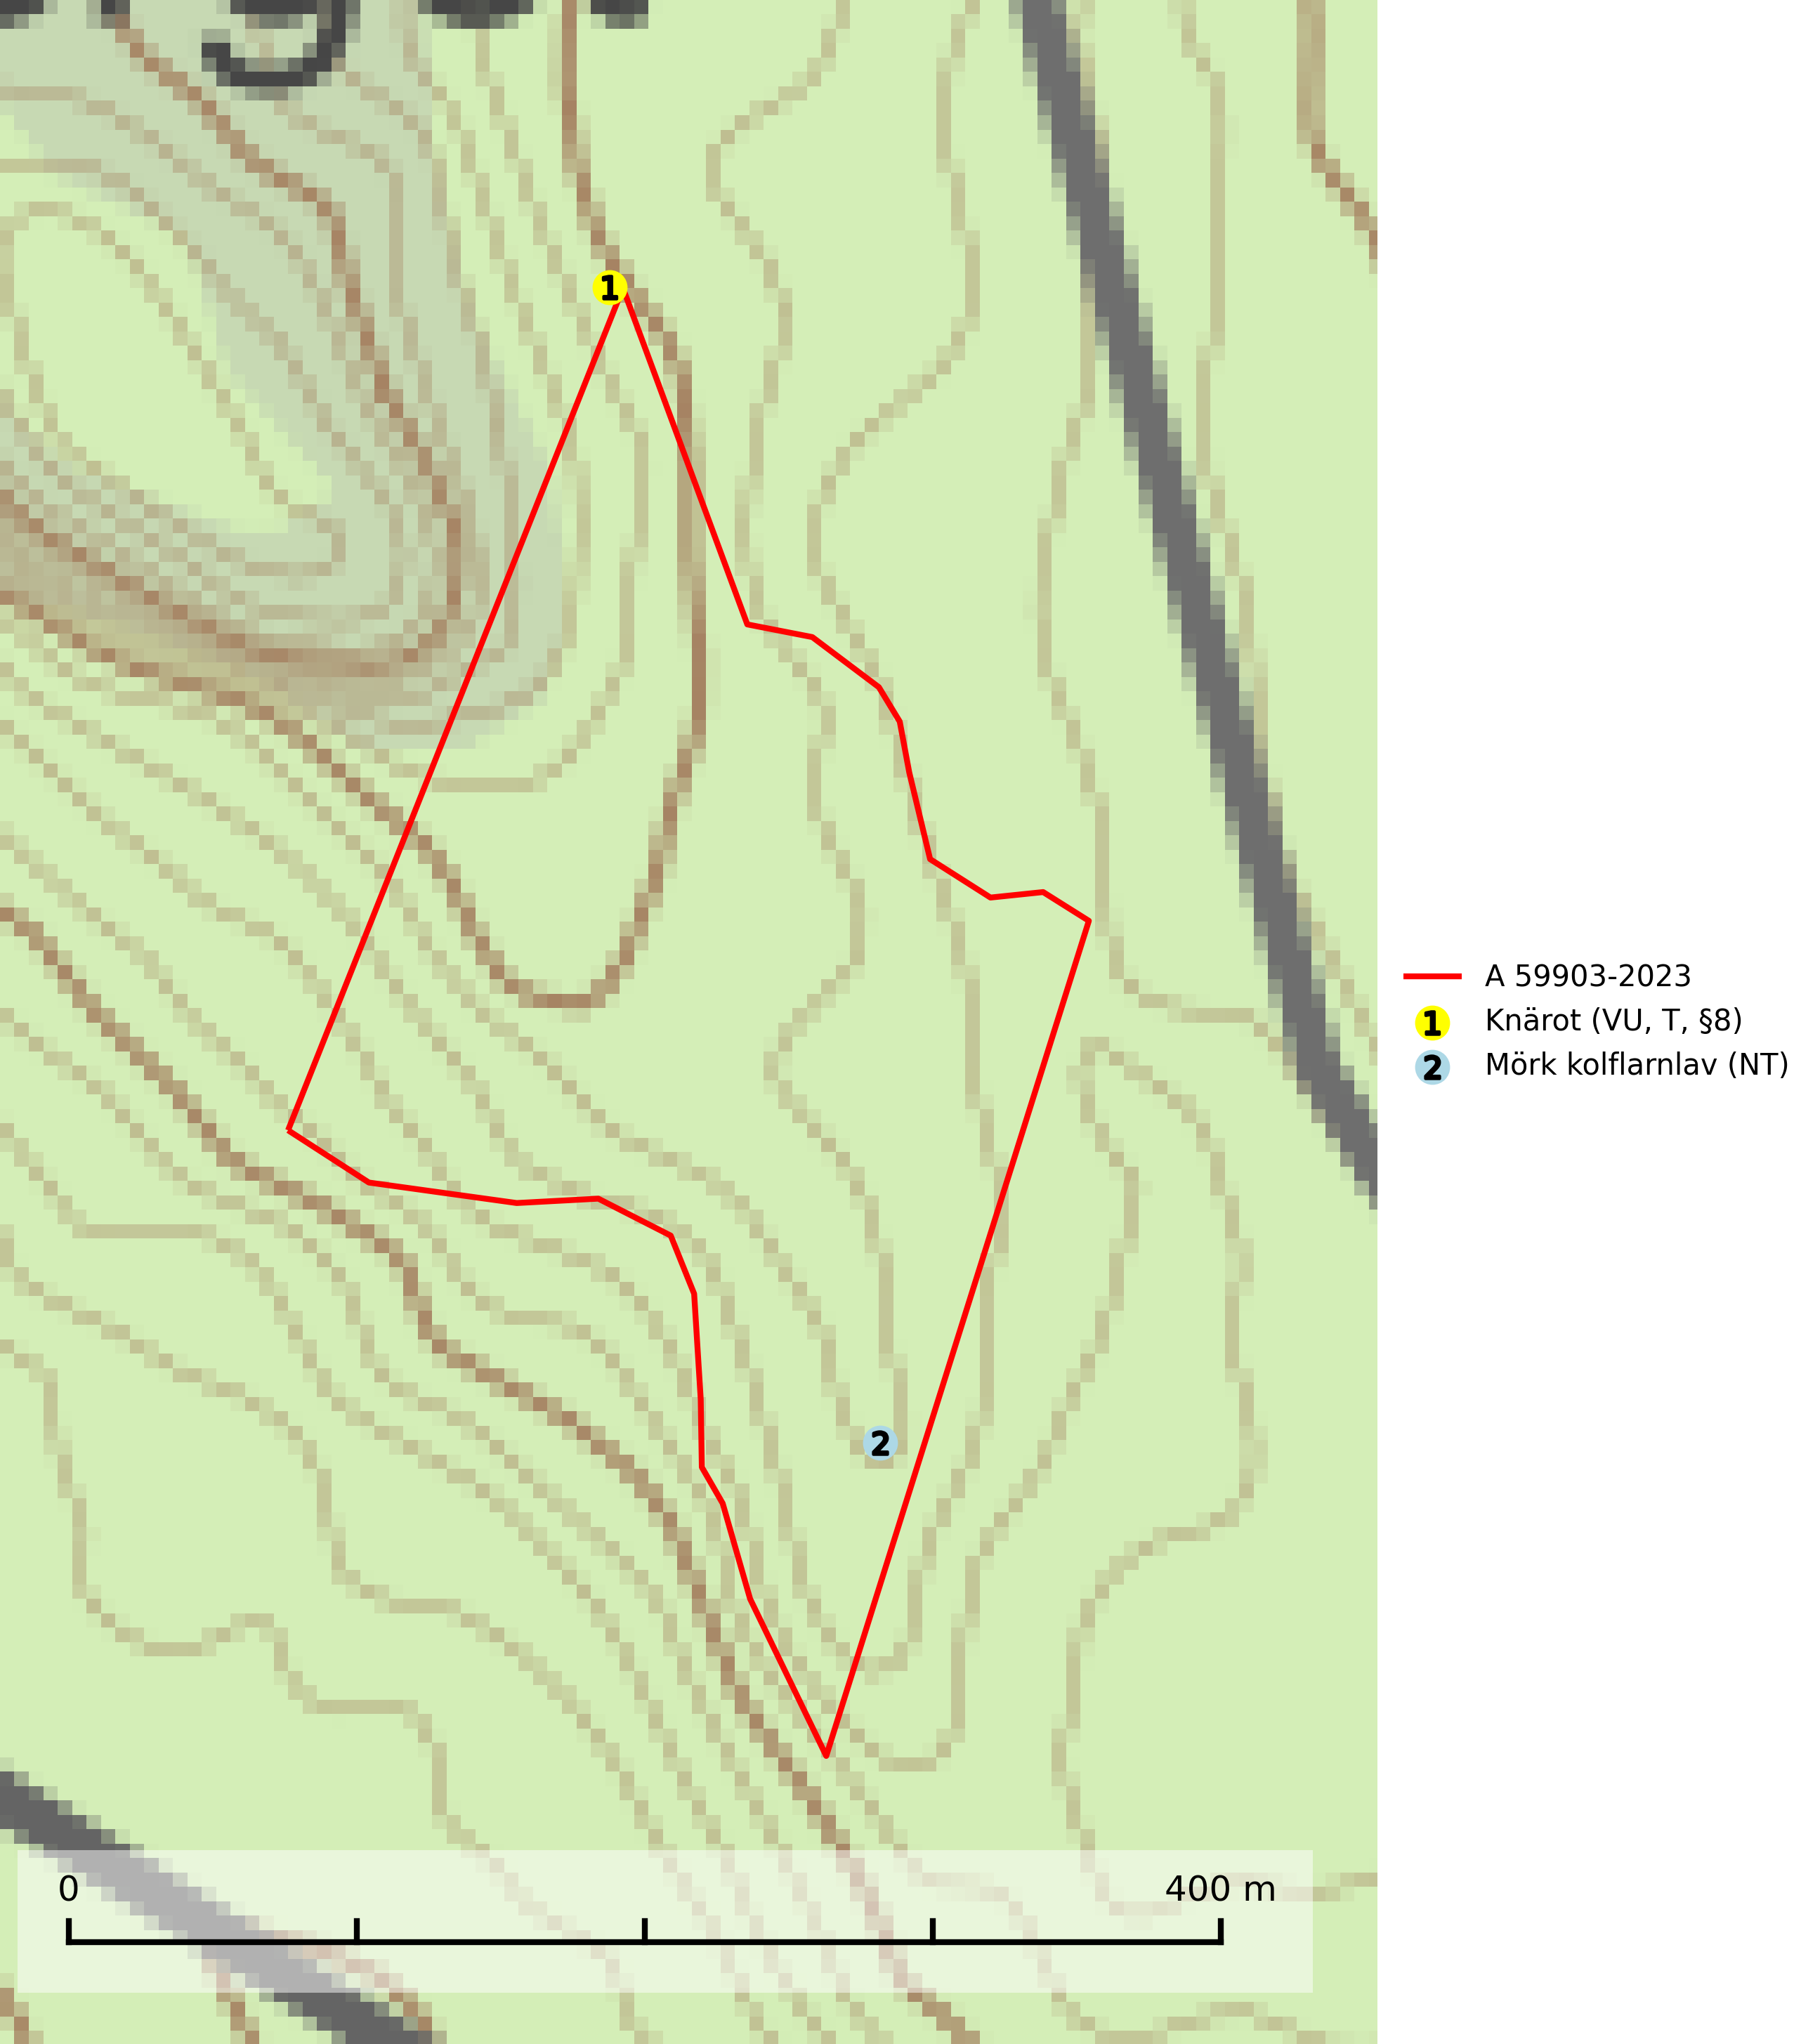 1
A 59903-2023
1 Knärot (VU, T, §8)
2 Mörk kolflarnlav (NT)
2
0 400 m